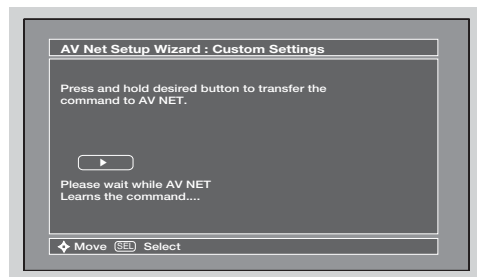 AV Net Setup Wizard : Custom Settings
Press and hold desired button to transfer the
command to AV NET.
Please wait while AV NET
Learns the command....
Move SEL Select